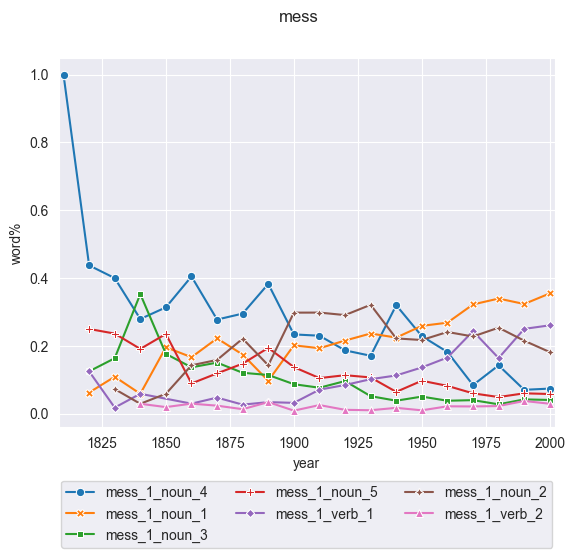 mess
1.0
0.8
0.6
0.4
0.2
0.0
word%
1825 1850 1875 1900 1925 1950 1975 2000
year
mess_1_noun_4 mess_1_noun_5 mess_1_noun_2
mess_1_noun_1 mess_1_verb_1 mess_1_verb_2
mess_1_noun_3